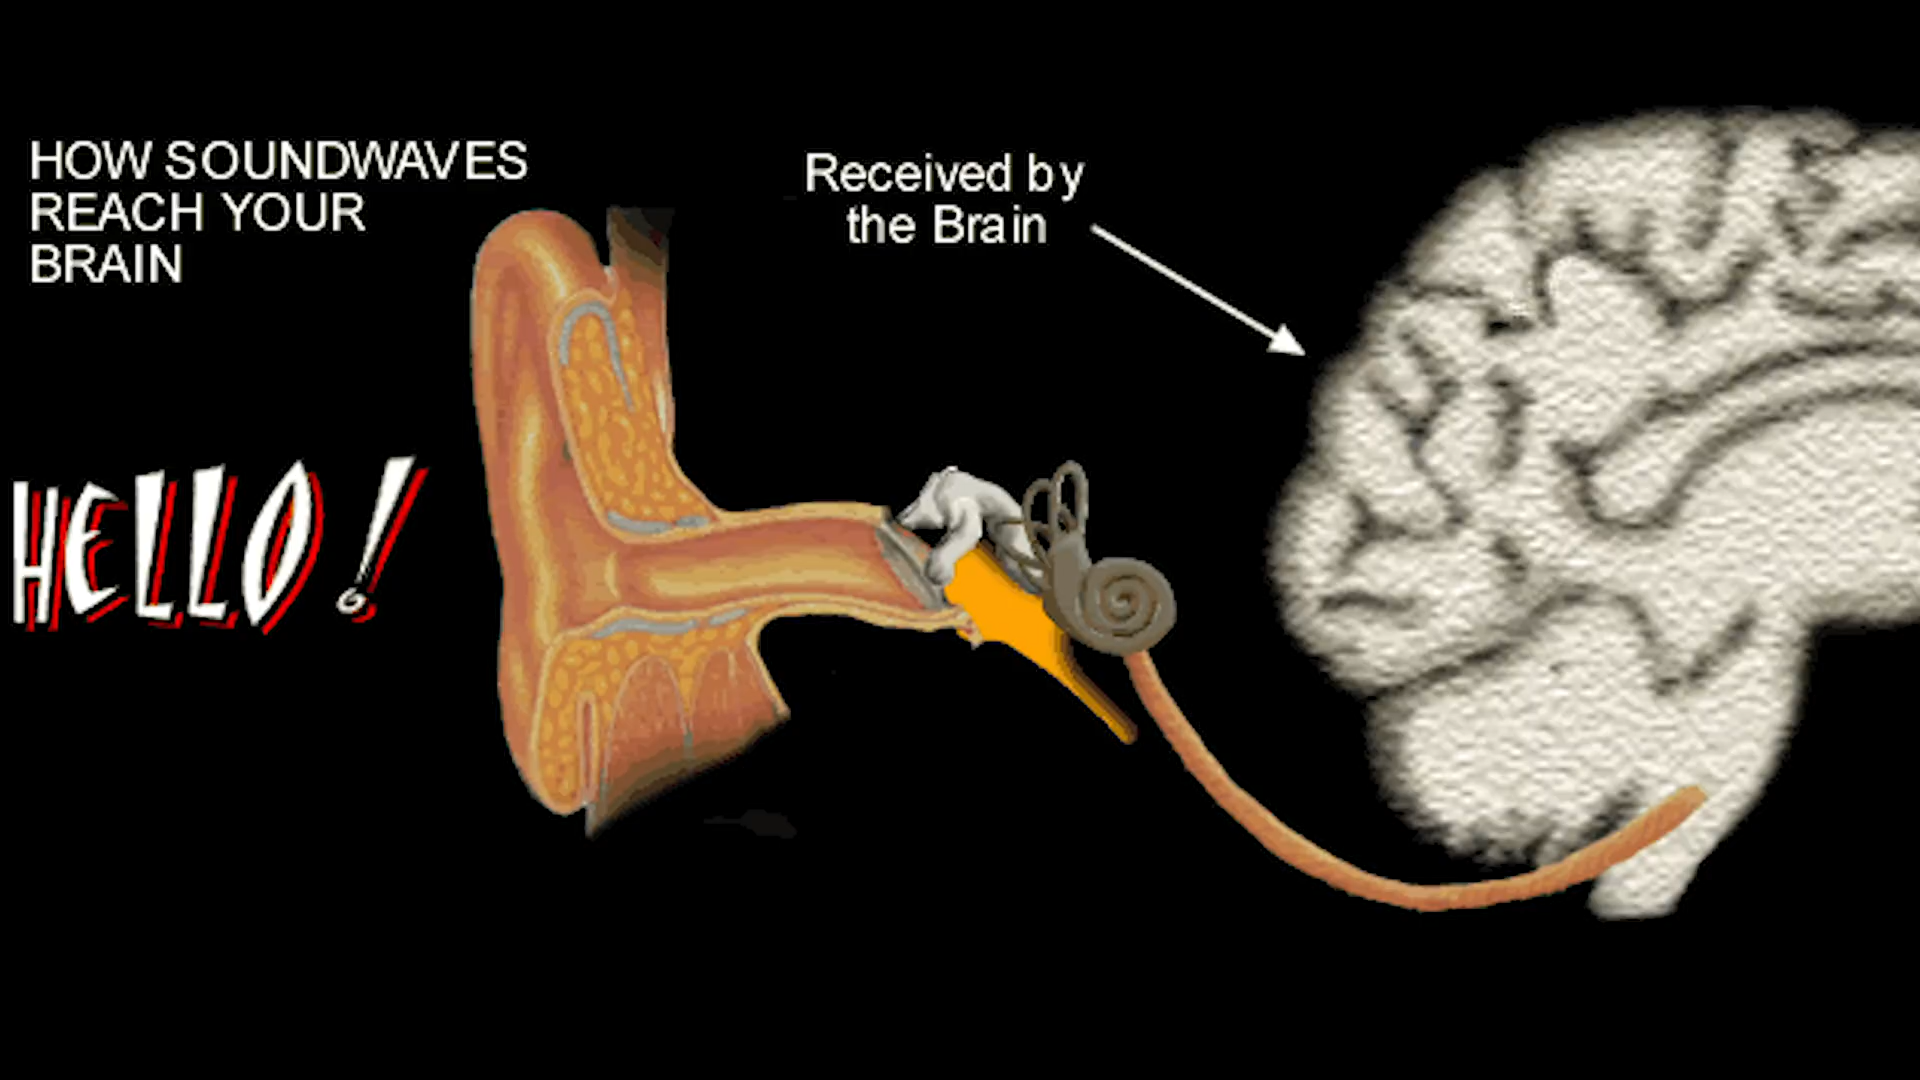 HOW SOUNDWAVES
REACH YOUR
BRAIN
Received by
the Brain
HELLO!